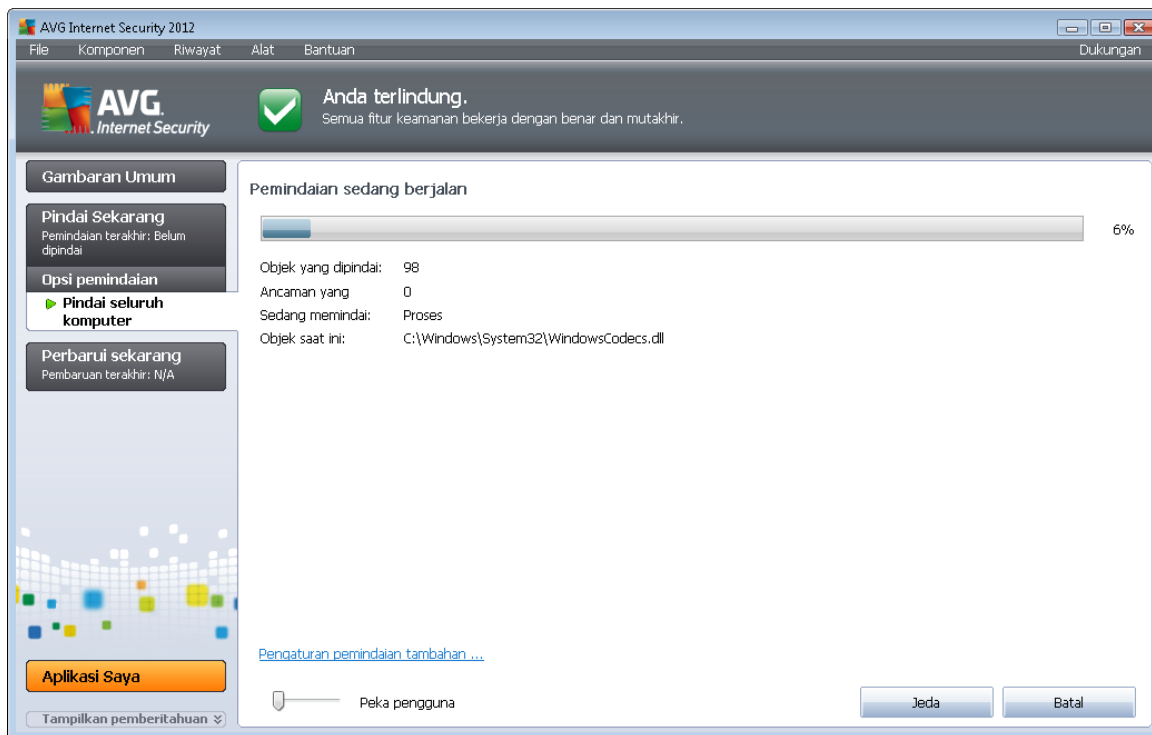 AVG Internet Security 2012
File Komponen Riwayat Alat Bantuan Dukungan
AVG.
Internet Security
Anda terlindung.
Semua fitur keamanan bekerja dengan benar dan mutakhir.
Gambaran Umum
Pindai Sekarang
Pemindaian terakhir: Belum
dipindai
Opsi pemindaian
Pindai seluruh
komputer
Perbarui sekarang
Pembaruan terakhir: N/A
Aplikasi Saya
Tampilkan pemberitahuan
Pemindaian sedang berjalan
6%
Objek yang dipindai: 98
Ancaman yang 0
Sedang memindai: Proses
Objek saat ini: C:\Windows\System32\WindowsCodecs.dll
Pengaturan pemindaian tambahan ...
Peka pengguna
Jeda Batal